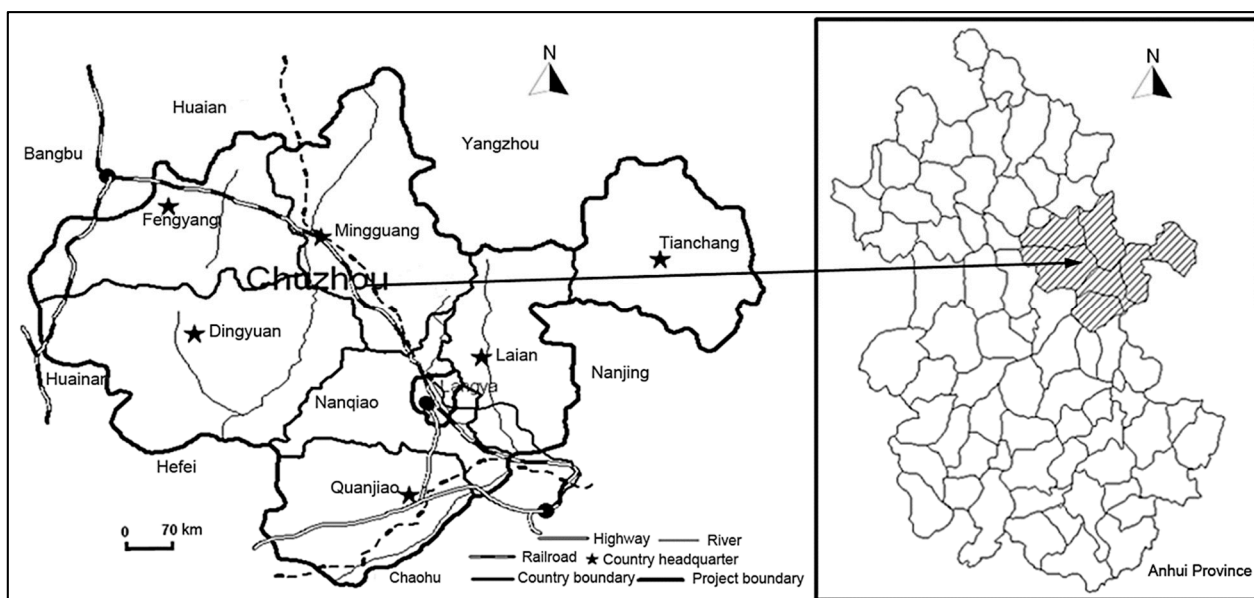 N
Huaian
Yangzhou
Bangbu
Fengyang
Mingguang
Tianchang
Chuzhou
Dingyuan
Laian
Huainan
Nanjing
Langya
Nanqiao
Hefei
Quanjiao
0 70 km
Highway River
Railroad Country headquarter
Chaohu Country boundary Project boundary
N
Anhui Province